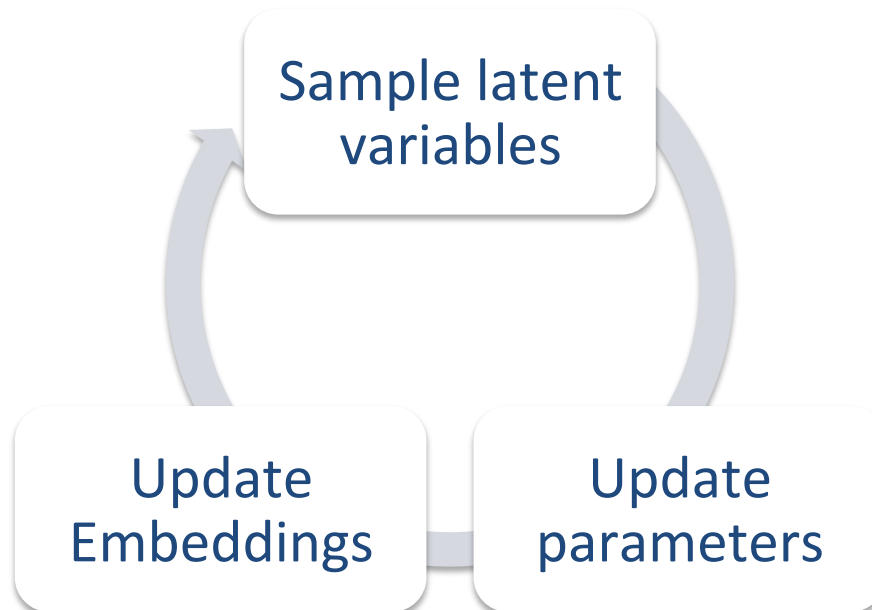 Sample latent
variables
Update
Embeddings
Update
parameters